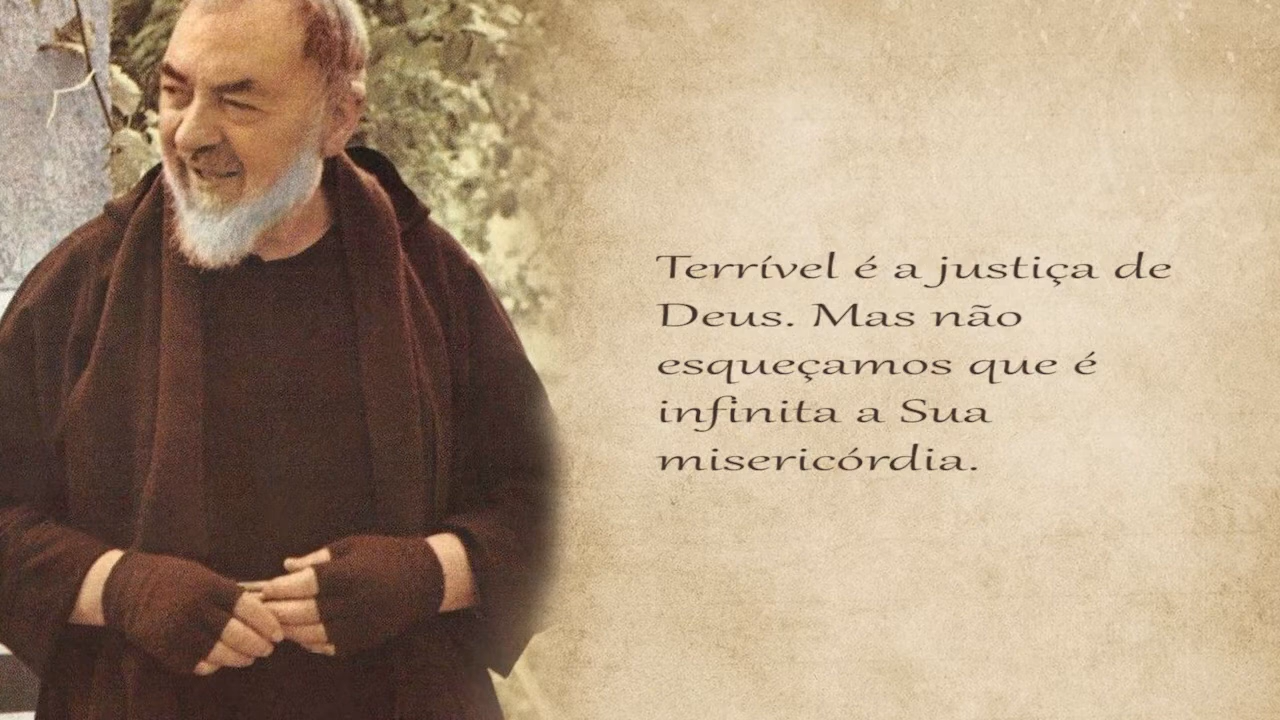 Terrível é a justiça de
Deus. Mas não
esqueçamos que é
infinita a Sua
misericórdia.